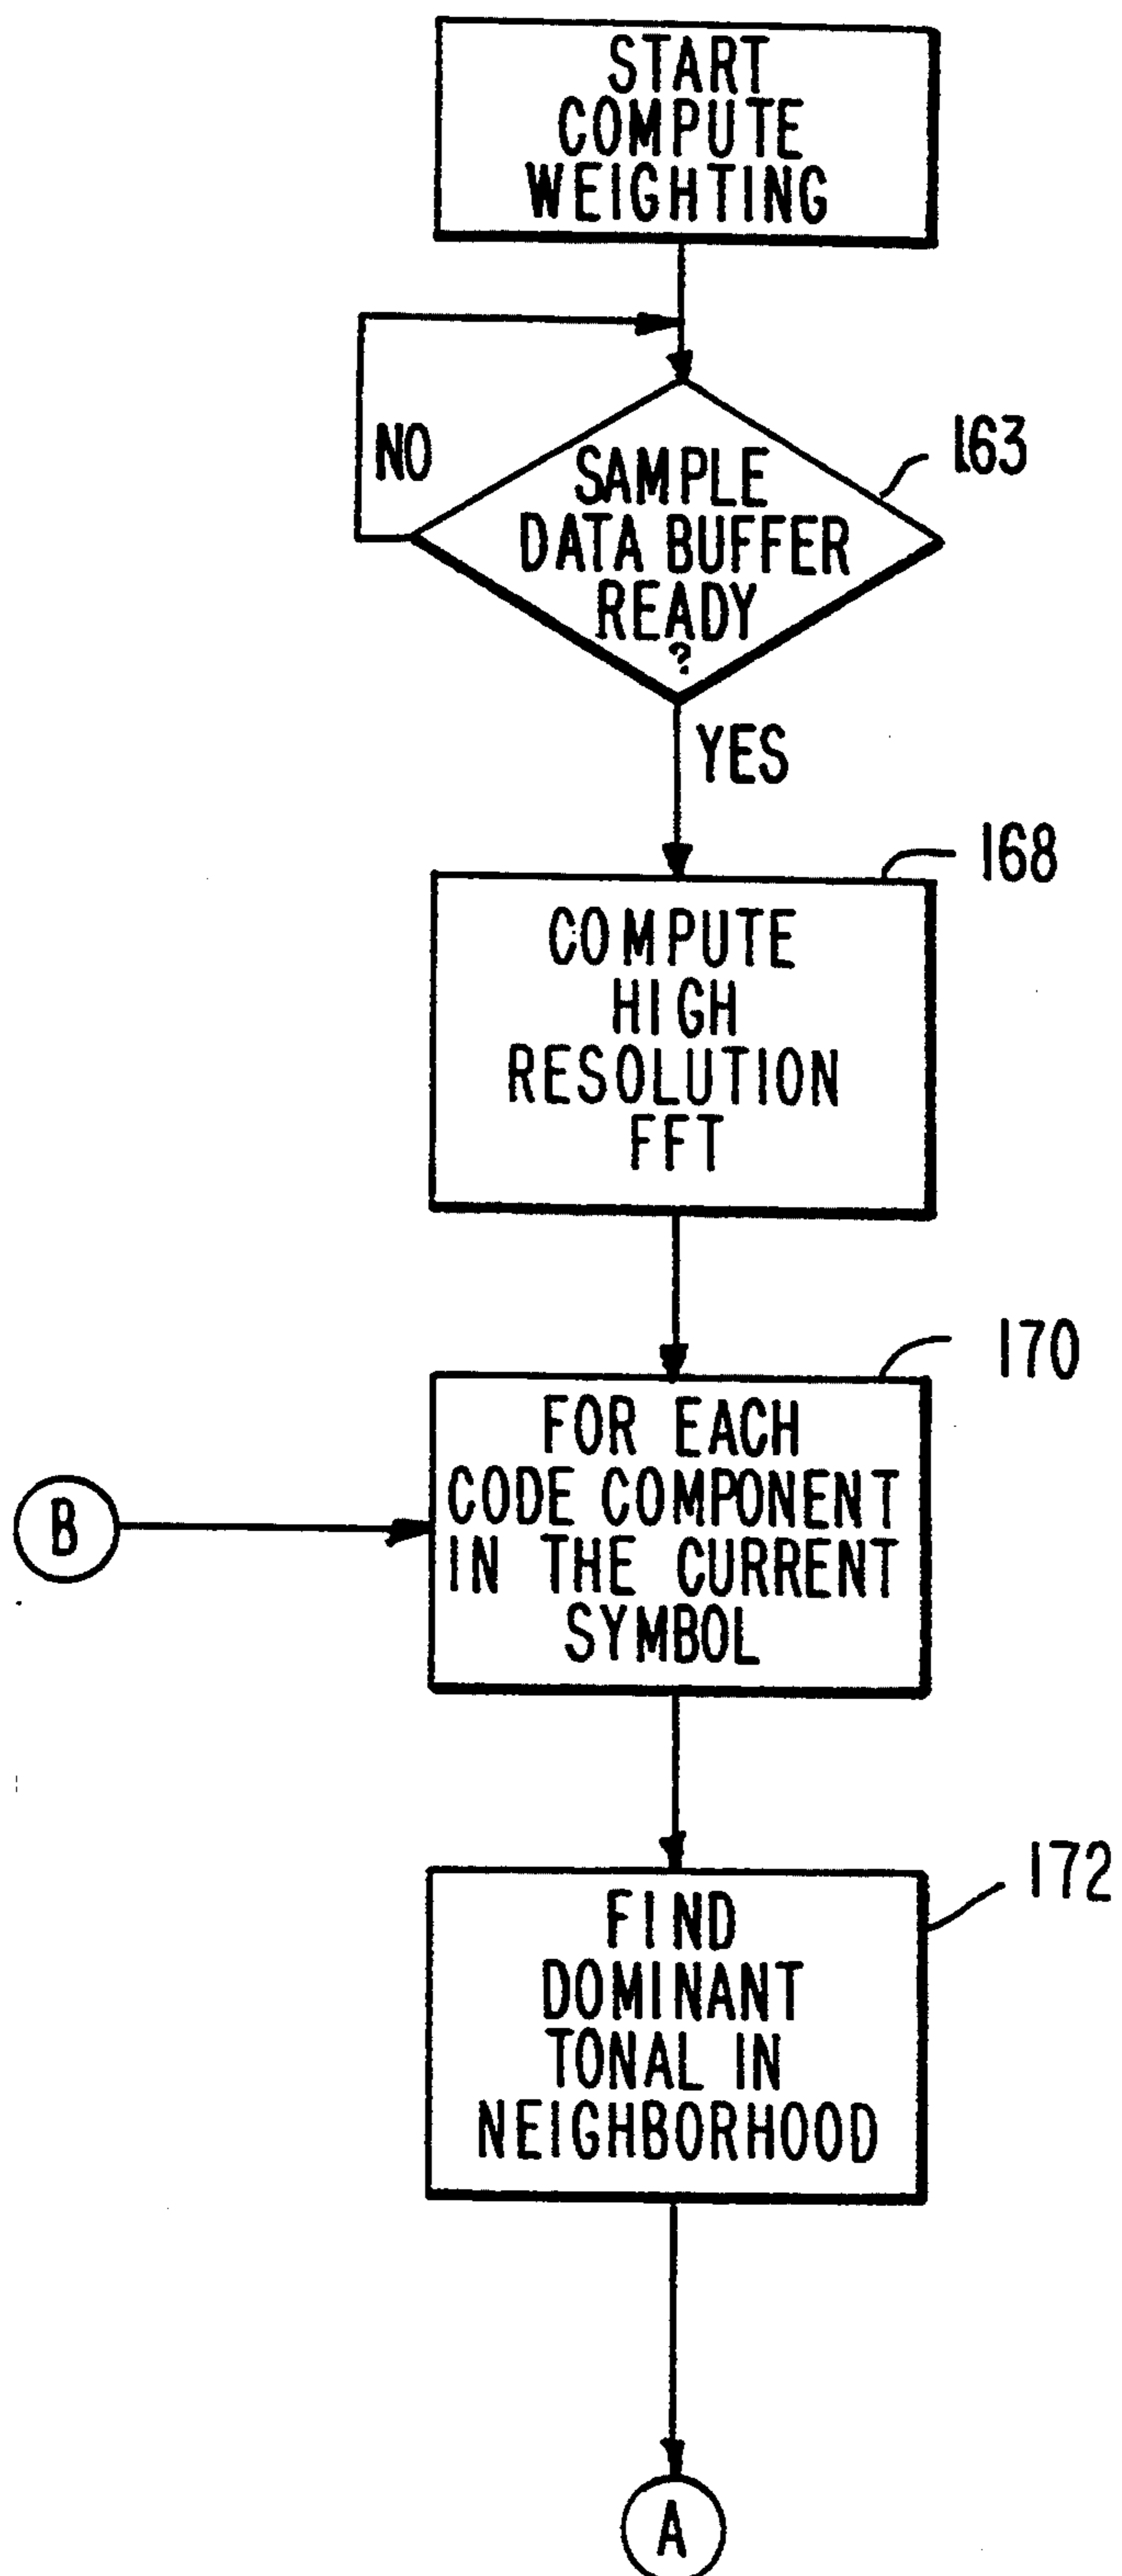 START
COMPUTE
WEIGHTING
NO
SAMPLE
DATA BUFFER
READY
?
163
YES
168
COMPUTE
HIGH
RESOLUTION
FFT
170
FOR EACH
CODE COMPONENT
IN THE CURRENT
SYMBOL
B
172
FIND
DOMINANT
TONAL IN
NEIGHBORHOOD
A